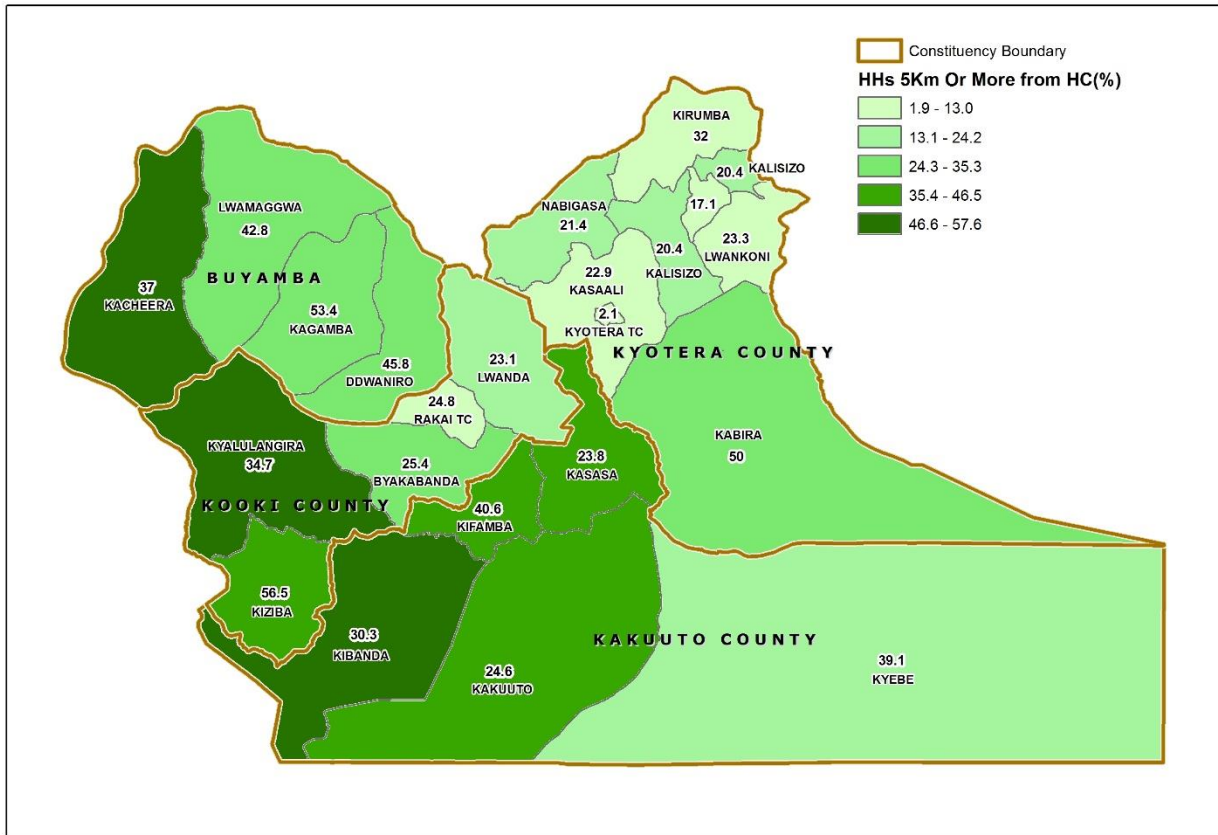 Constituency Boundary
HHs 5Km Or More from HC(%)
1.9 - 13.0
13.1 - 24.2
24.3 - 35.3
35.4 - 46.5
46.6 - 57.6
KIRUMBA
32
20.4
KALISIZO
17.1
NABIGASA
21.4
23.3
LWANKONI
20.4
KALISIZO
22.9
KASAALI
2.1
KYOTERA TC
KYOTERA COUNTY
LWAMAGGWA
42.8
BUYAMBA
37
KACHEERA
53.4
KAGAMBA
45.8
DDWANIRO
23.1
LWANDA
24.8
RAKAI TC
KABIRA
50
KYALULANGIRA
34.7
KOOKI COUNTY
25.4
BYAKABANDA
23.8
KASASA
40.6
KIFAMBA
56.5
KIZIBA
30.3
KIBANDA
KAKUUTO COUNTY
24.6
KAKUUTO
39.1
KYEBE